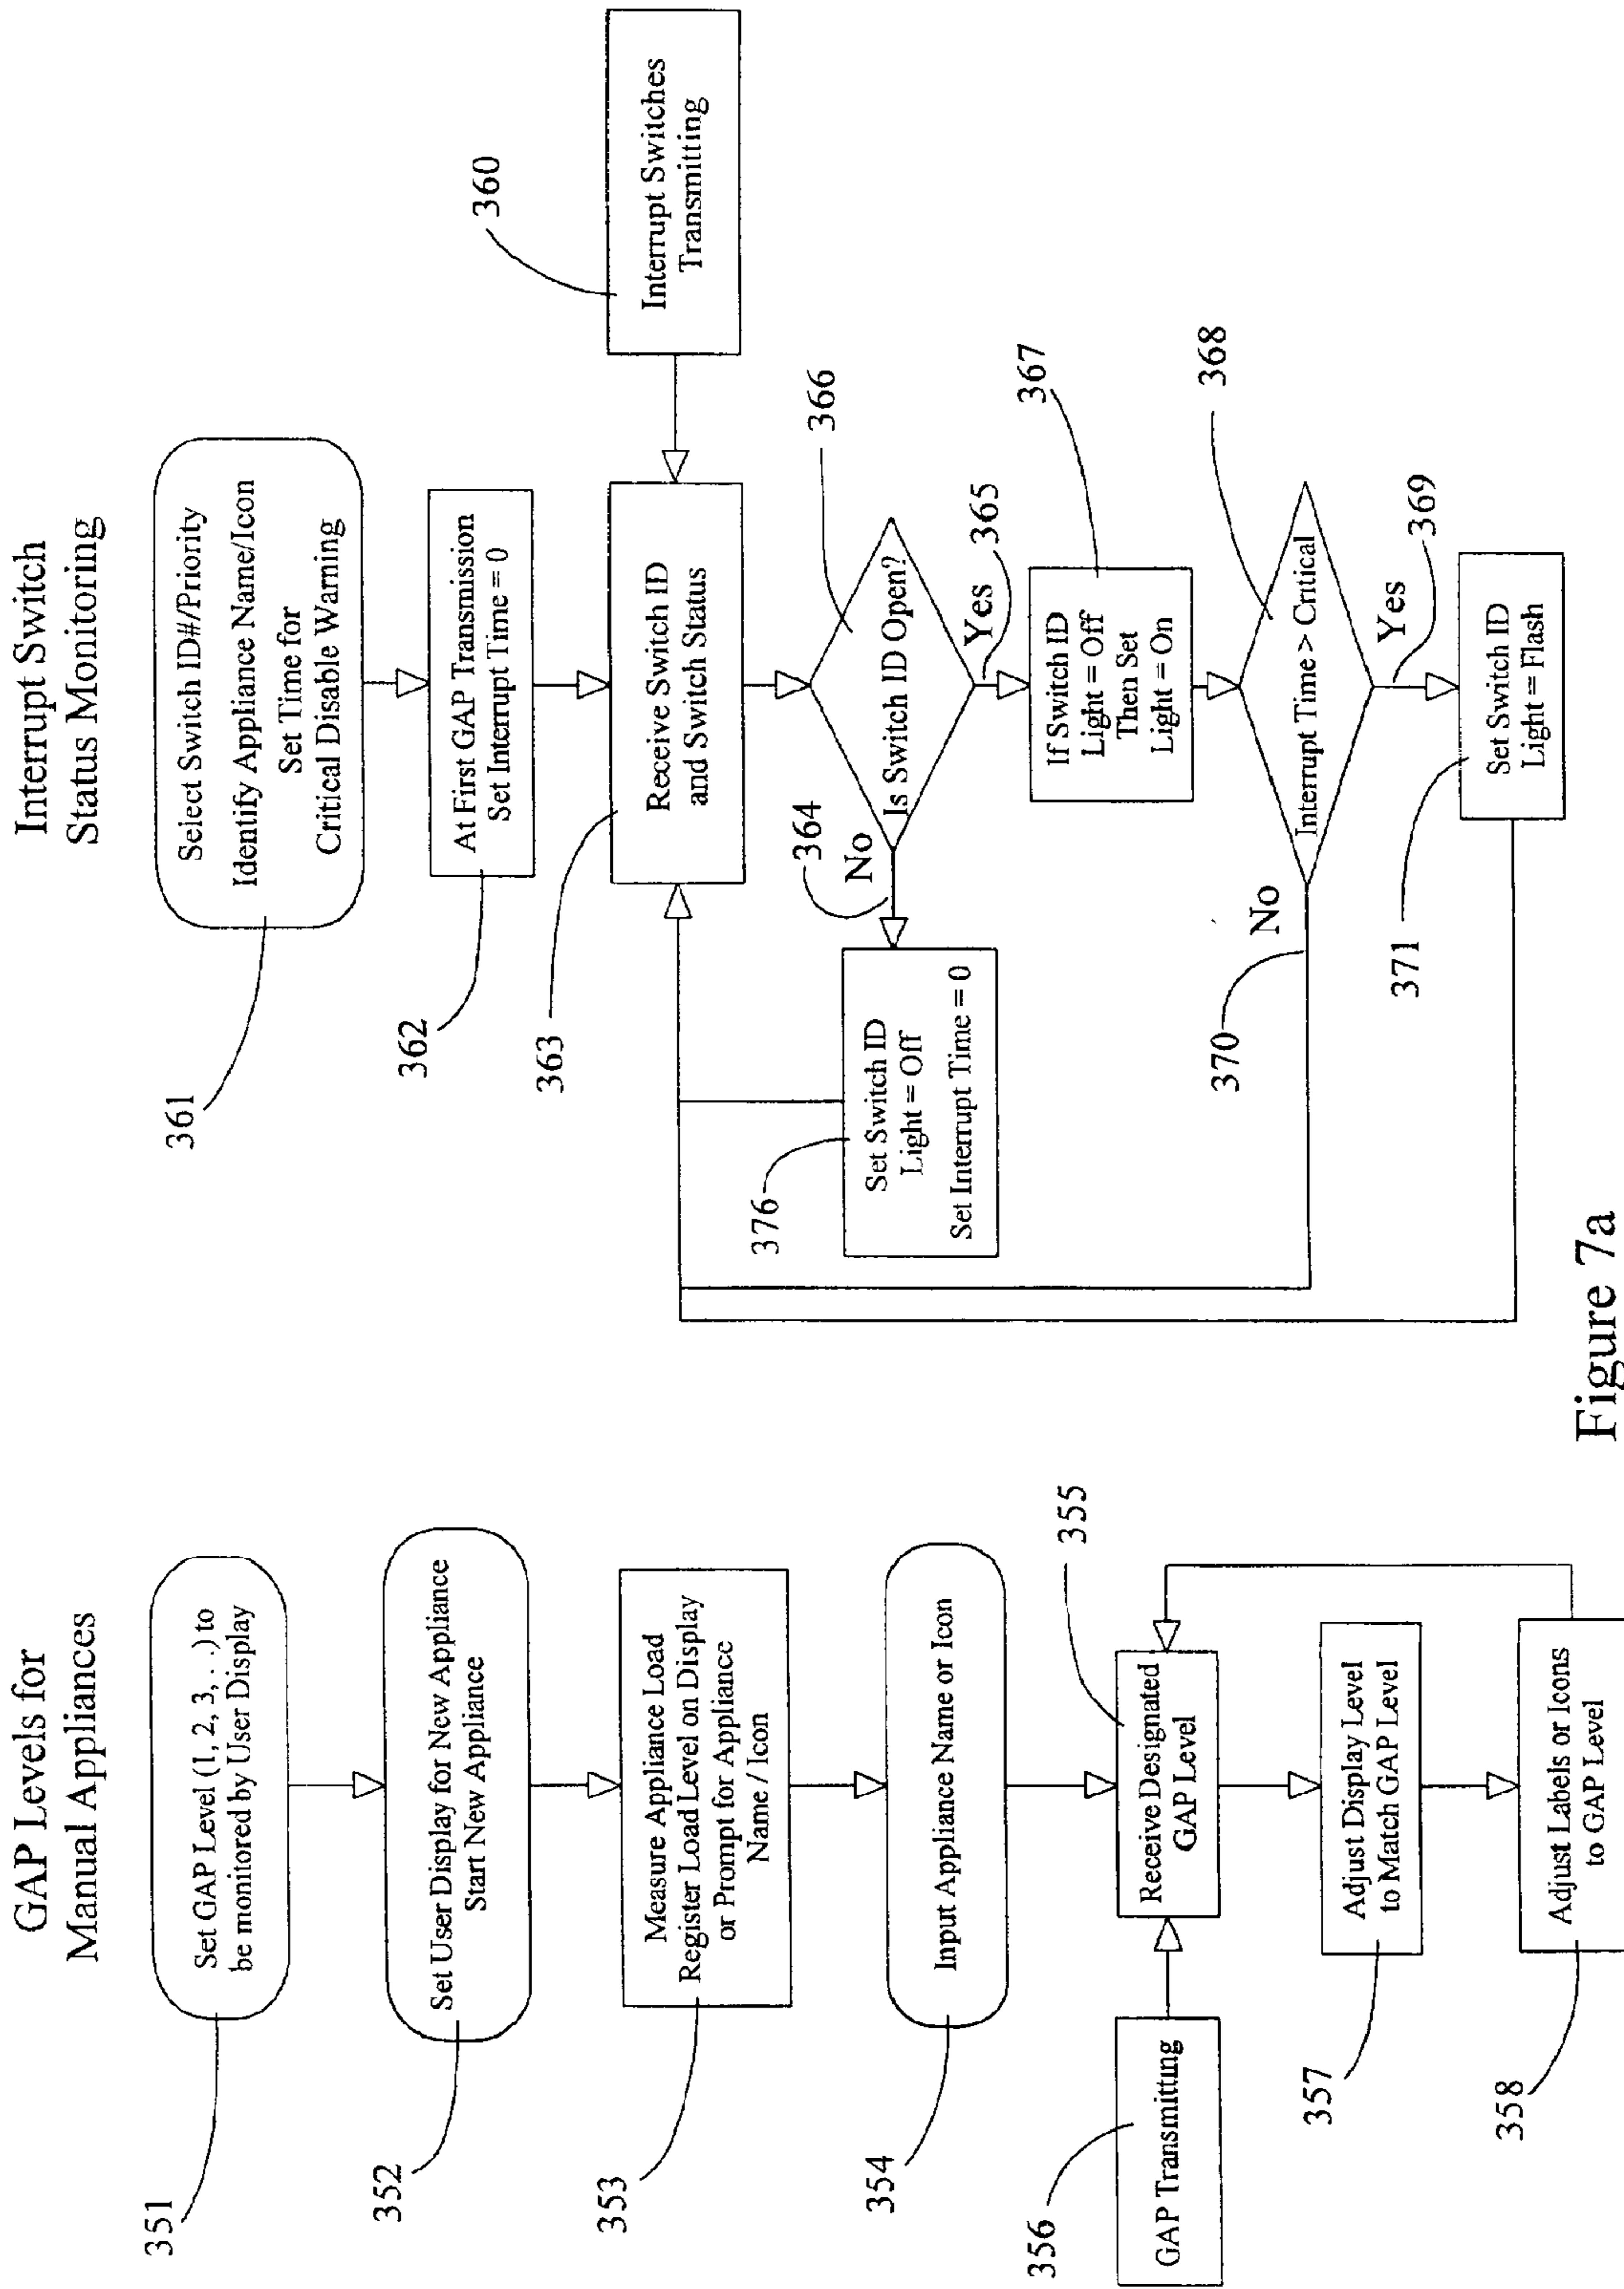 GAP Levels for
Manual Appliances
351
Set GAP Level (1, 2, 3, . .) to
be monitored by User Display
352
Set User Display for New Appliance
Start New Appliance
353
Measure Appliance Load
Register Load Level on Display
or Prompt for Appliance
Name / Icon
354
Input Appliance Name or Icon
355
Receive Designated
GAP Level
356
GAP Transmitting
357
Adjust Display Level
to Match GAP Level
358
Adjust Labels or Icons
to GAP Level
Interrupt Switch
Status Monitoring
361
Select Switch ID#/Priority
Identify Appliance Name/Icon
Set Time for
Critical Disable Warning
362
At First GAP Transmission
Set Interrupt Time = 0
363
Receive Switch ID
and Switch Status
360
Interrupt Switches
Transmitting
366
Is Switch ID Open?
364
No
Yes
365
376
Set Switch ID
Light = Off
Set Interrupt Time = 0
367
If Switch ID
Light = Off
Then Set
Light = On
368
Interrupt Time > Critical
370
No
Yes
369
371
Set Switch ID
Light = Flash
Figure 7a